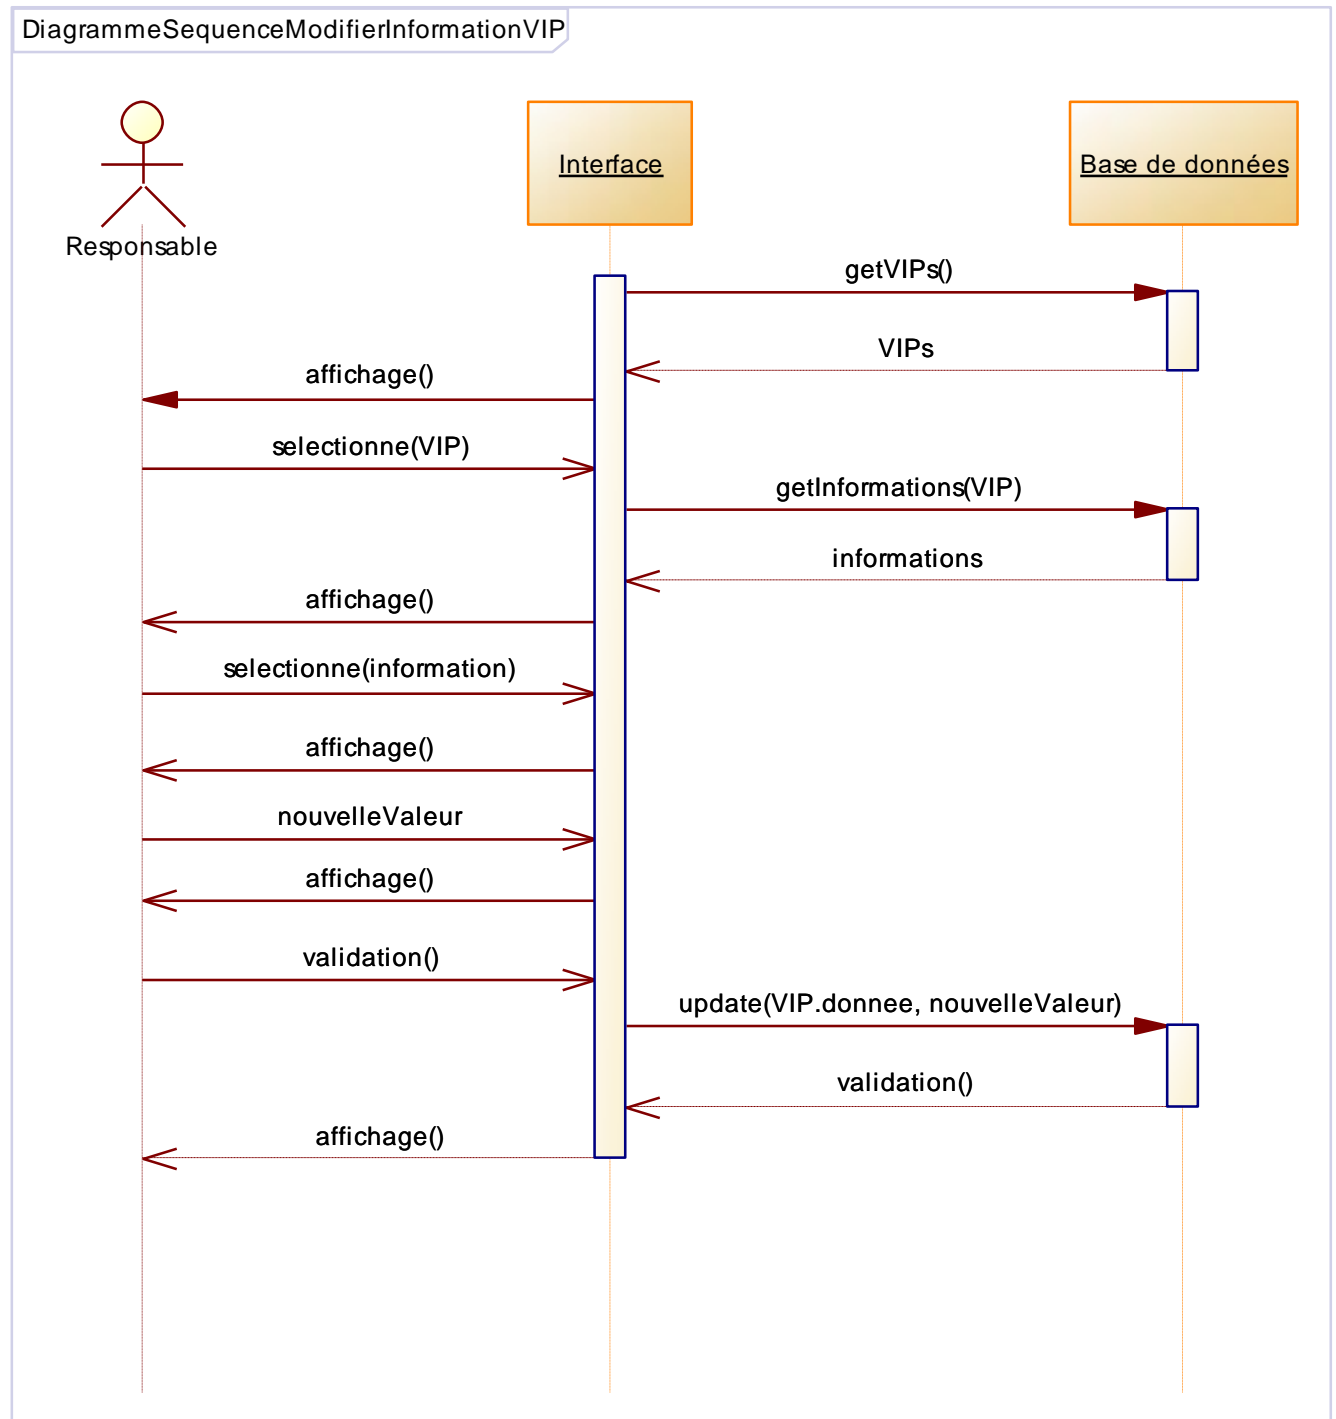 DiagrammeSequenceModifierInformationVIP
Interface
Base de données
Responsable
getVIPs()
VIPs
affichage()
selectionne(VIP)
getInformations(VIP)
informations
affichage()
selectionne(information)
affichage()
nouvelleValeur
affichage()
validation()
update(VIP.donnee, nouvelleValeur)
validation()
affichage()